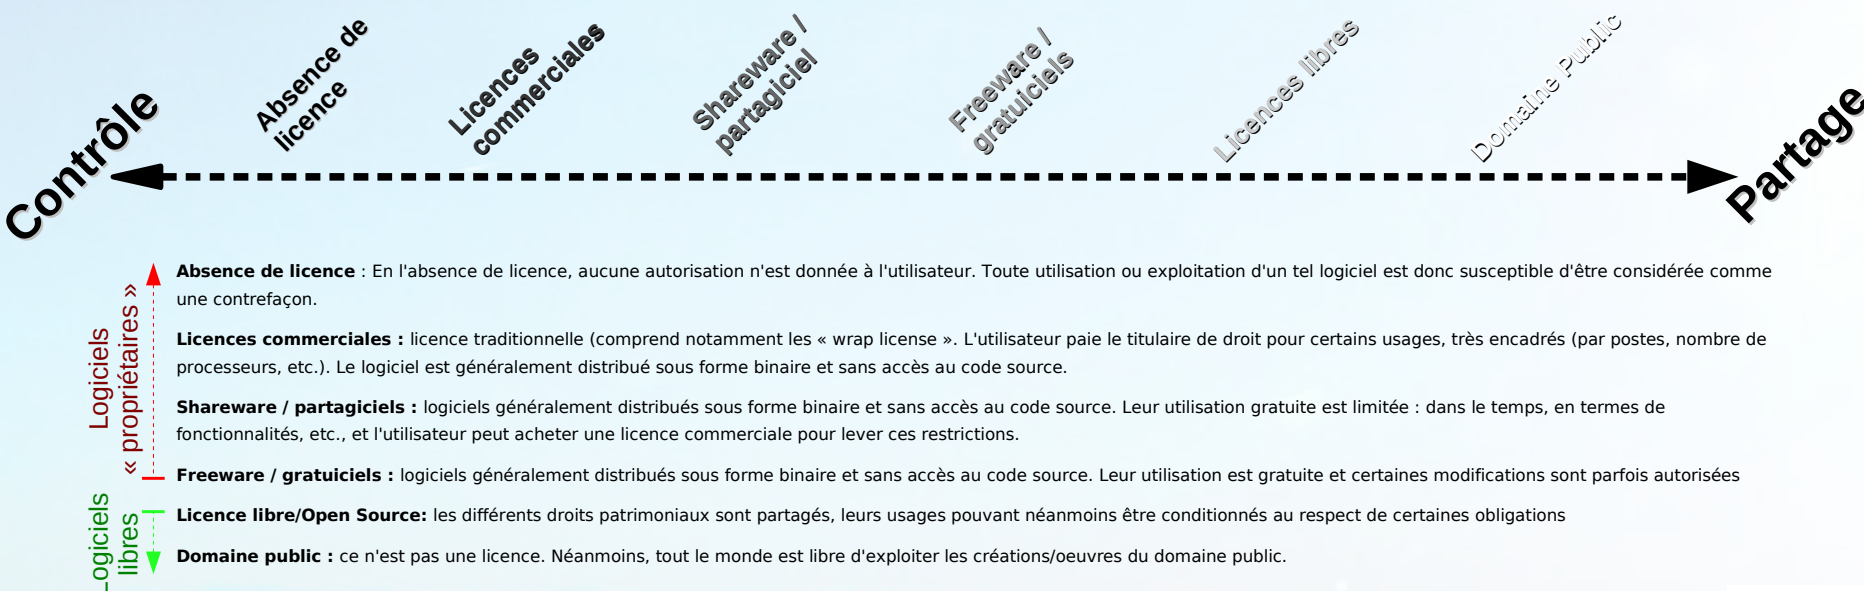 Contrôle
Absence de
licence
Licences
commerciales
Shareware /
partagiciel
Freeware /
gratuiciels
Licences libres
Domaine Public
Partage
Logiciels
« propriétaires »
Absence de licence : En l'absence de licence, aucune autorisation n'est donnée à l'utilisateur. Toute utilisation ou exploitation d'un tel logiciel est donc susceptible d'être considérée comme
une contrefaçon.
Licences commerciales : licence traditionnelle (comprend notamment les « wrap license ». L'utilisateur paie le titulaire de droit pour certains usages, très encadrés (par postes, nombre de
processeurs, etc.). Le logiciel est généralement distribué sous forme binaire et sans accès au code source.
Shareware / partagiciels : logiciels généralement distribués sous forme binaire et sans accès au code source. Leur utilisation gratuite est limitée : dans le temps, en termes de
fonctionnalités, etc., et l'utilisateur peut acheter une licence commerciale pour lever ces restrictions.
Freeware / gratuiciels : logiciels généralement distribués sous forme binaire et sans accès au code source. Leur utilisation est gratuite et certaines modifications sont parfois autorisées
Logiciels
libres
Licence libre/Open Source: les différents droits patrimoniaux sont partagés, leurs usages pouvant néanmoins être conditionnés au respect de certaines obligations
Domaine public : ce n'est pas une licence. Néanmoins, tout le monde est libre d'exploiter les créations/oeuvres du domaine public.